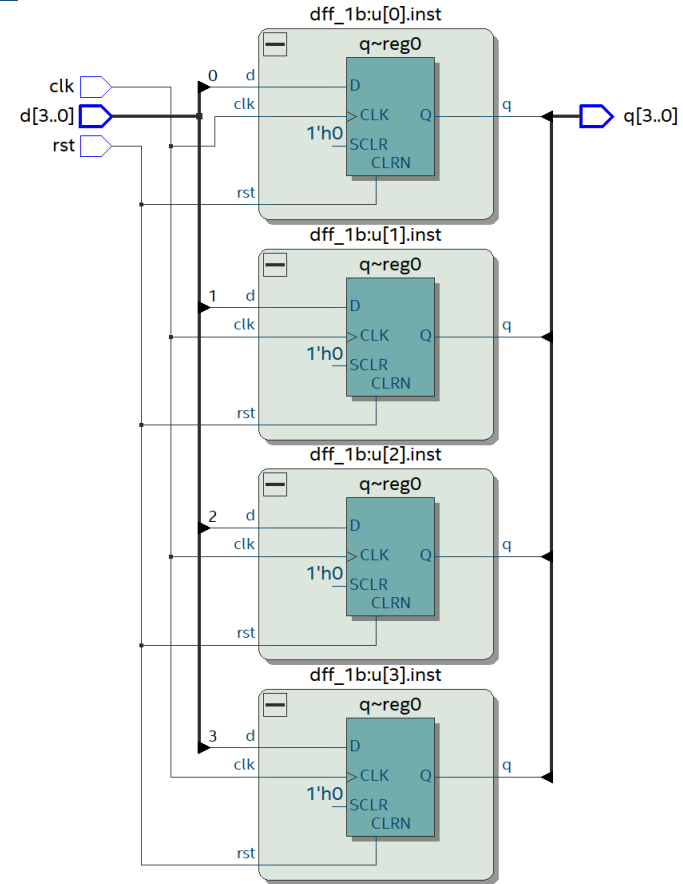 dff_1b:u[0].inst
q~reg0
clk
d[3..0]
rst
0
d
clk
rst
D
CLK
1'h0
SCLR
CLRN
Q
q
q[3..0]
dff_1b:u[1].inst
q~reg0
1
d
clk
rst
D
CLK
1'h0
SCLR
CLRN
Q
q
dff_1b:u[2].inst
q~reg0
2
d
clk
rst
D
CLK
1'h0
SCLR
CLRN
Q
q
dff_1b:u[3].inst
q~reg0
3
d
clk
rst
D
CLK
1'h0
SCLR
CLRN
Q
q